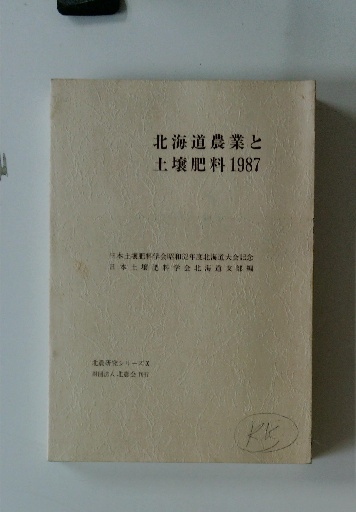 北海道農業と
土壌肥料1987
日本土壌肥料学会昭和62年度北海道大会記念
日本土壌肥料学会北海道支部編
北農研究シリーズX
財団法人北農会 1987
KK